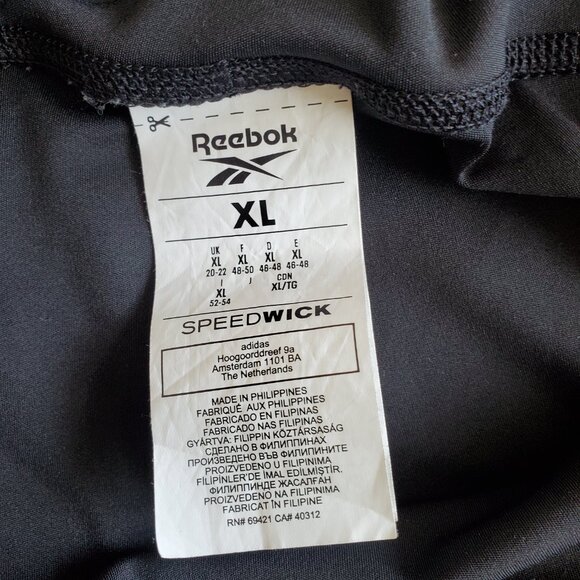 Reebok
XL
UK F D E
XL XL XL XL
20-22 48-50 46-48 46-48
I J CDN
XL XL/TG
52-54
SPEEDWICK
adidas
Hoogoorddreef 9a
Amsterdam 1101 BA
The Netherlands
MADE IN PHILIPPINES
FABRIQUÉ AUX PHILIPPINES
FABRICADO EN FILIPINAS
FABRICADO NAS FILIPINAS
GYÁRTVA: FILIPPIN KÖZTÁRSASÁG
СДЕЛАНО В ФИЛИППИНАХ
ПРОИЗВЕДЕНО ВЪВ ФИЛИПИНИТЕ
PROIZVEDENO U FILIPINIMA
FİLİPİNLER'DE İMAL EDİLMİŞTİR.
ФИЛИППИНДЕ ЖАСАЛҒАН
PROIZVEDENO NA FILIPINIMA
FABRICAT ÎN FILIPINE
RN# 69421 CA# 40312